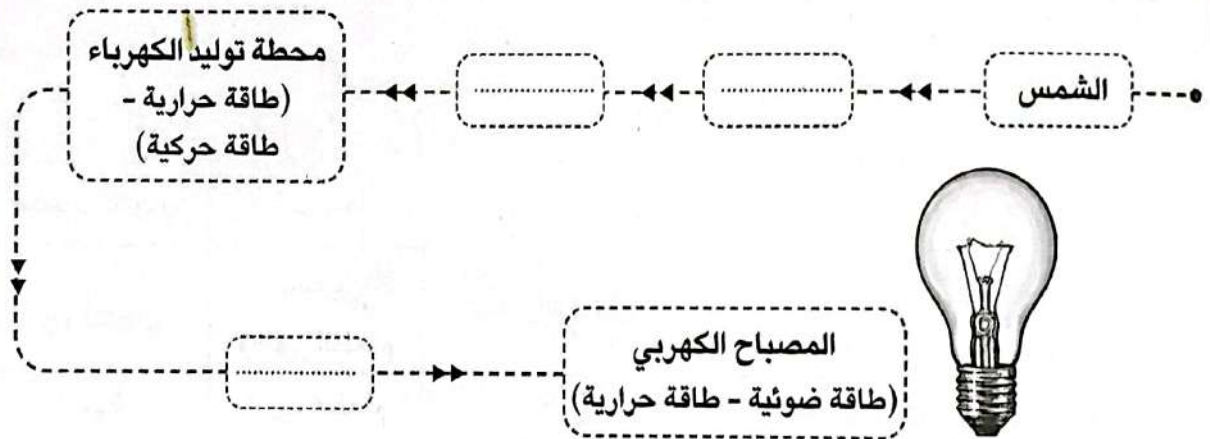 الشمس
........................
........................
محطة توليد الكهرباء
(طاقة حرارية -
طاقة حركية)
........................
المصباح الكهربي
(طاقة ضوئية - طاقة حرارية)